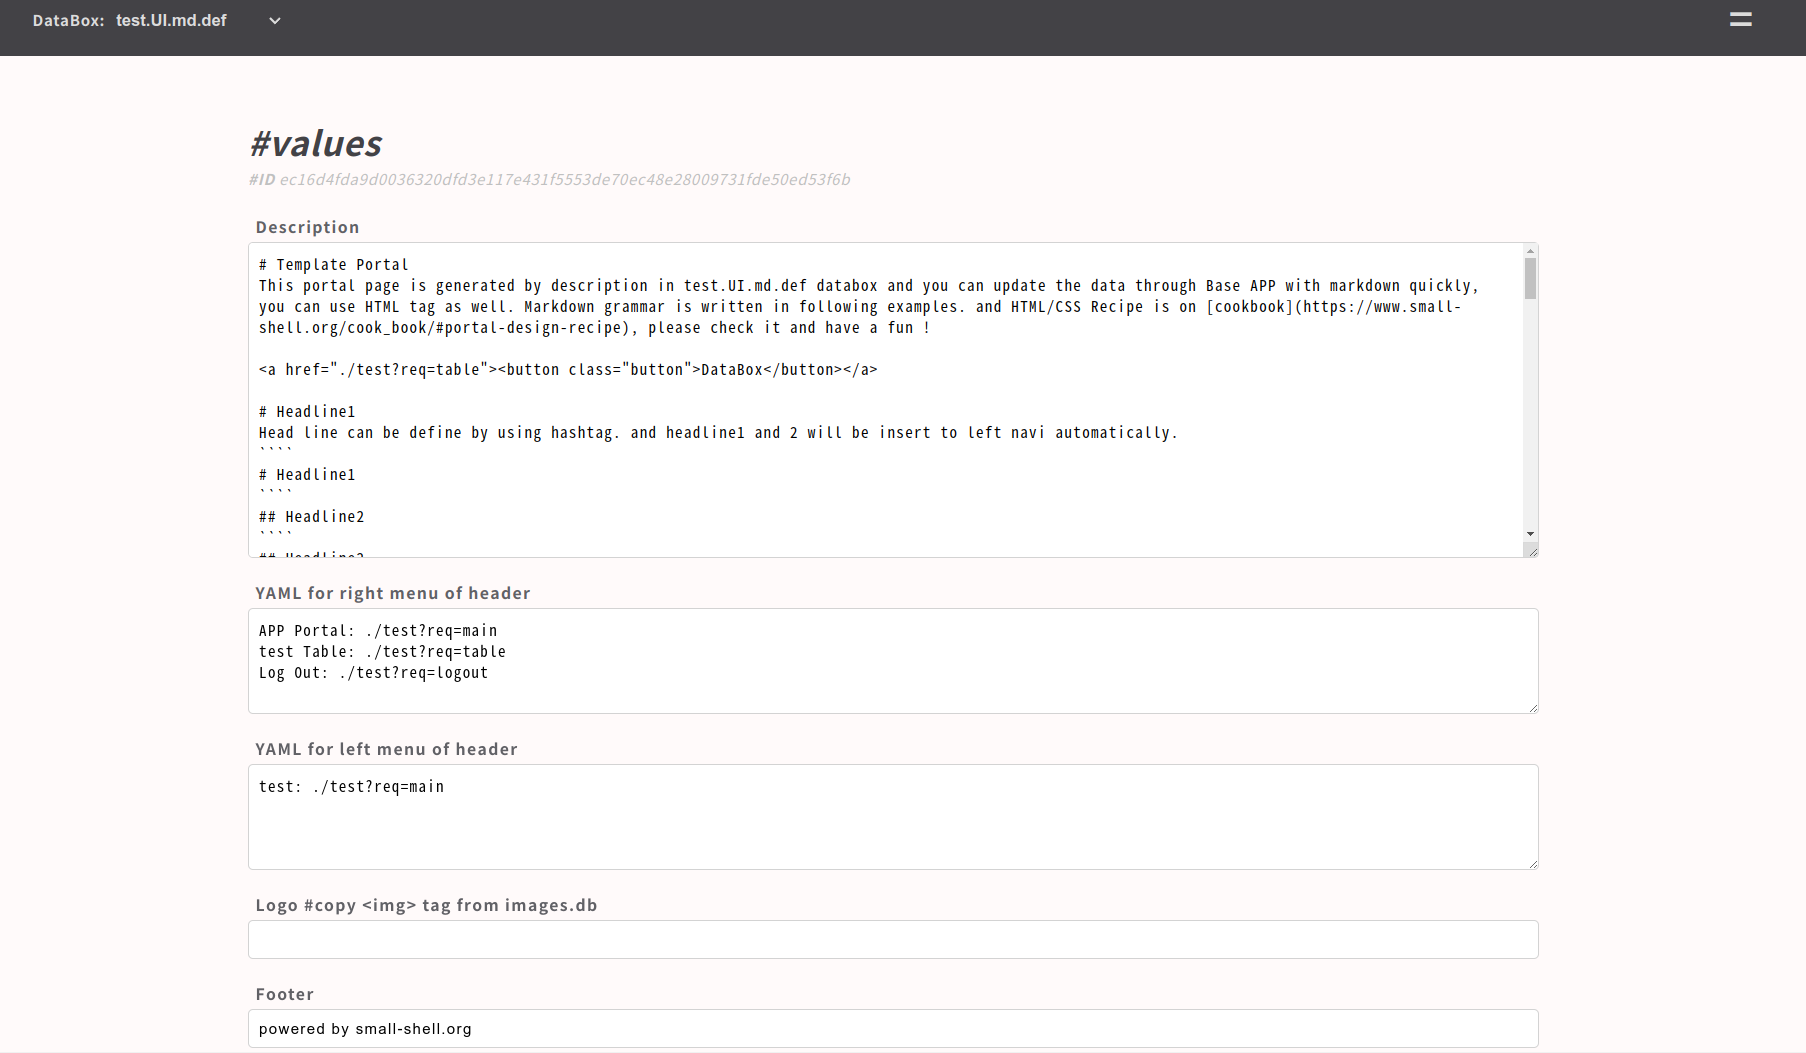 DataBox: test.UI.md.def
#values
#ID ec16d4fda9d0036320dfd3e117e431f5553de70ec48e28009731fde50ed53f6b
Description
# Template Portal
This portal page is generated by description in test.UI.md.def databox and you can update the data through Base APP with markdown quickly,
you can use HTML tag as well. Markdown grammar is written in following examples. and HTML/CSS Recipe is on [cookbook](https://www.small-
shell.org/cook_book/#portal-design-recipe), please check it and have a fun !
<a href="./test?req=table"><button class="button">DataBox</button></a>
# Headline1
Head line can be define by using hashtag. and headline1 and 2 will be insert to left navi automatically.
````
# Headline1
````
## Headline2
````
## Headline2
YAML for right menu of header
APP Portal: ./test?req=main
test Table: ./test?req=table
Log Out: ./test?req=logout
YAML for left menu of header
test: ./test?req=main
Logo #copy <img> tag from images.db
Footer
powered by small-shell.org